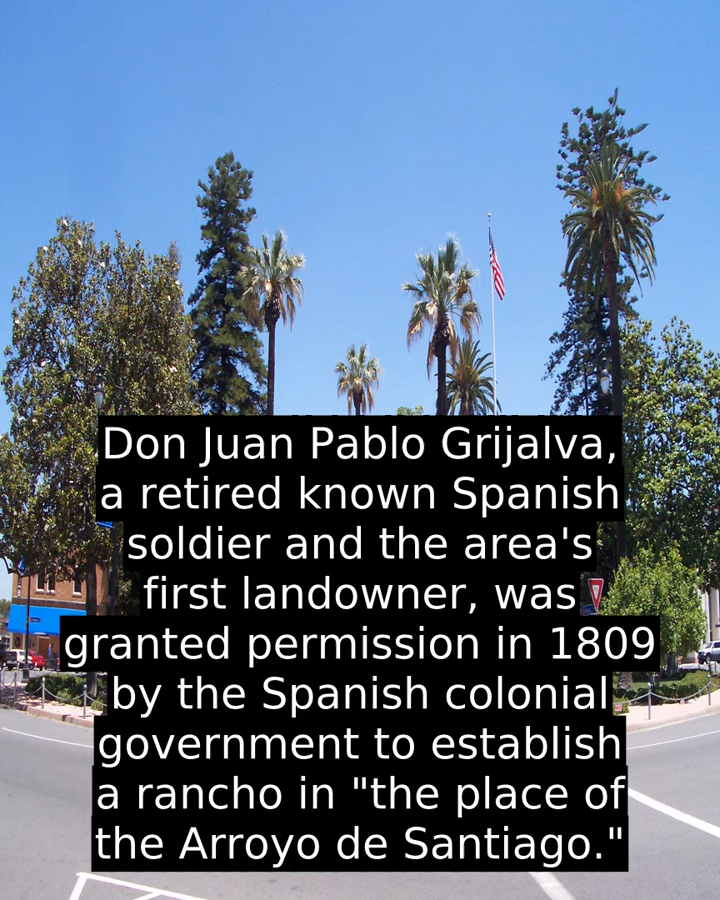 Don Juan Pablo Grijalva,
a retired known Spanish
soldier and the area's
first landowner, was
granted permission in 1809
by the Spanish colonial
government to establish
a rancho in "the place of
the Arroyo de Santiago."